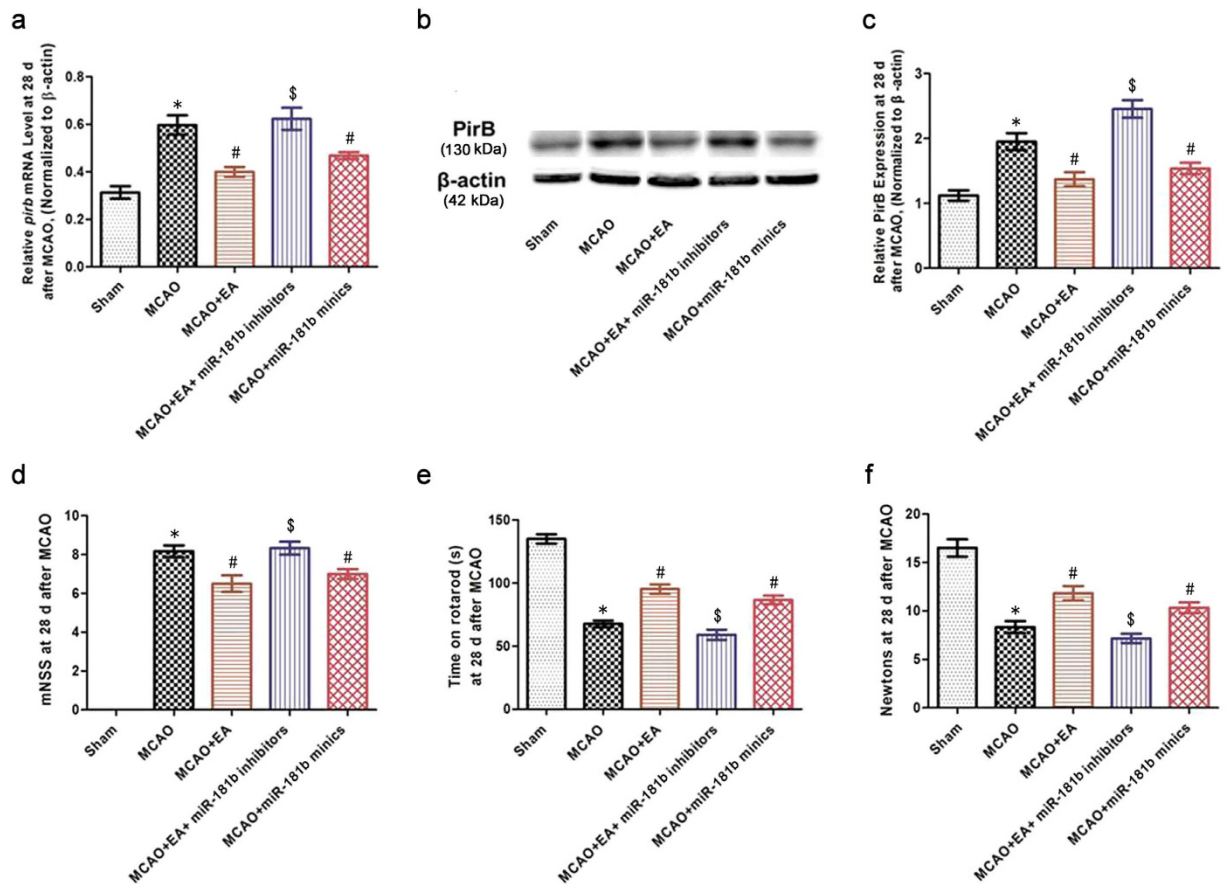 a
Relative pirb mRNA Level at 28 d
after MCAO, (Normalized to β-actin)
0.8
0.6
0.4
0.2
0.0
*
#
$
#
Sham
MCAO
MCAO+EA
MCAO+EA+ miR-181b inhibitors
MCAO+miR-181b minics
b
PirB
(130 kDa)
β-actin
(42 kDa)
Sham
MCAO
MCAO+EA
MCAO+EA+ miR-181b inhibitors
MCAO+miR-181b minics
c
Relative PirB Expression at 28 d
after MCAO, (Normalized to β -actin)
3
2
1
0
*
#
$
#
Sham
MCAO
MCAO+EA
MCAO+EA+ miR-181b inhibitors
MCAO+miR-181b minics
d
mNSS at 28 d after MCAO
10
8
6
4
2
0
*
#
$
#
Sham
MCAO
MCAO+EA
MCAO+EA+ miR-181b inhibitors
MCAO+miR-181b minics
e
Time on rotarod (s)
at 28 d after MCAO
150
100
50
0
*
#
$
#
Sham
MCAO
MCAO+EA
MCAO+EA+ miR-181b inhibitors
MCAO+miR-181b minics
f
Newtons at 28 d after MCAO
20
15
10
5
0
*
#
$
#
Sham
MCAO
MCAO+EA
MCAO+EA+ miR-181b inhibitors
MCAO+miR-181b minics